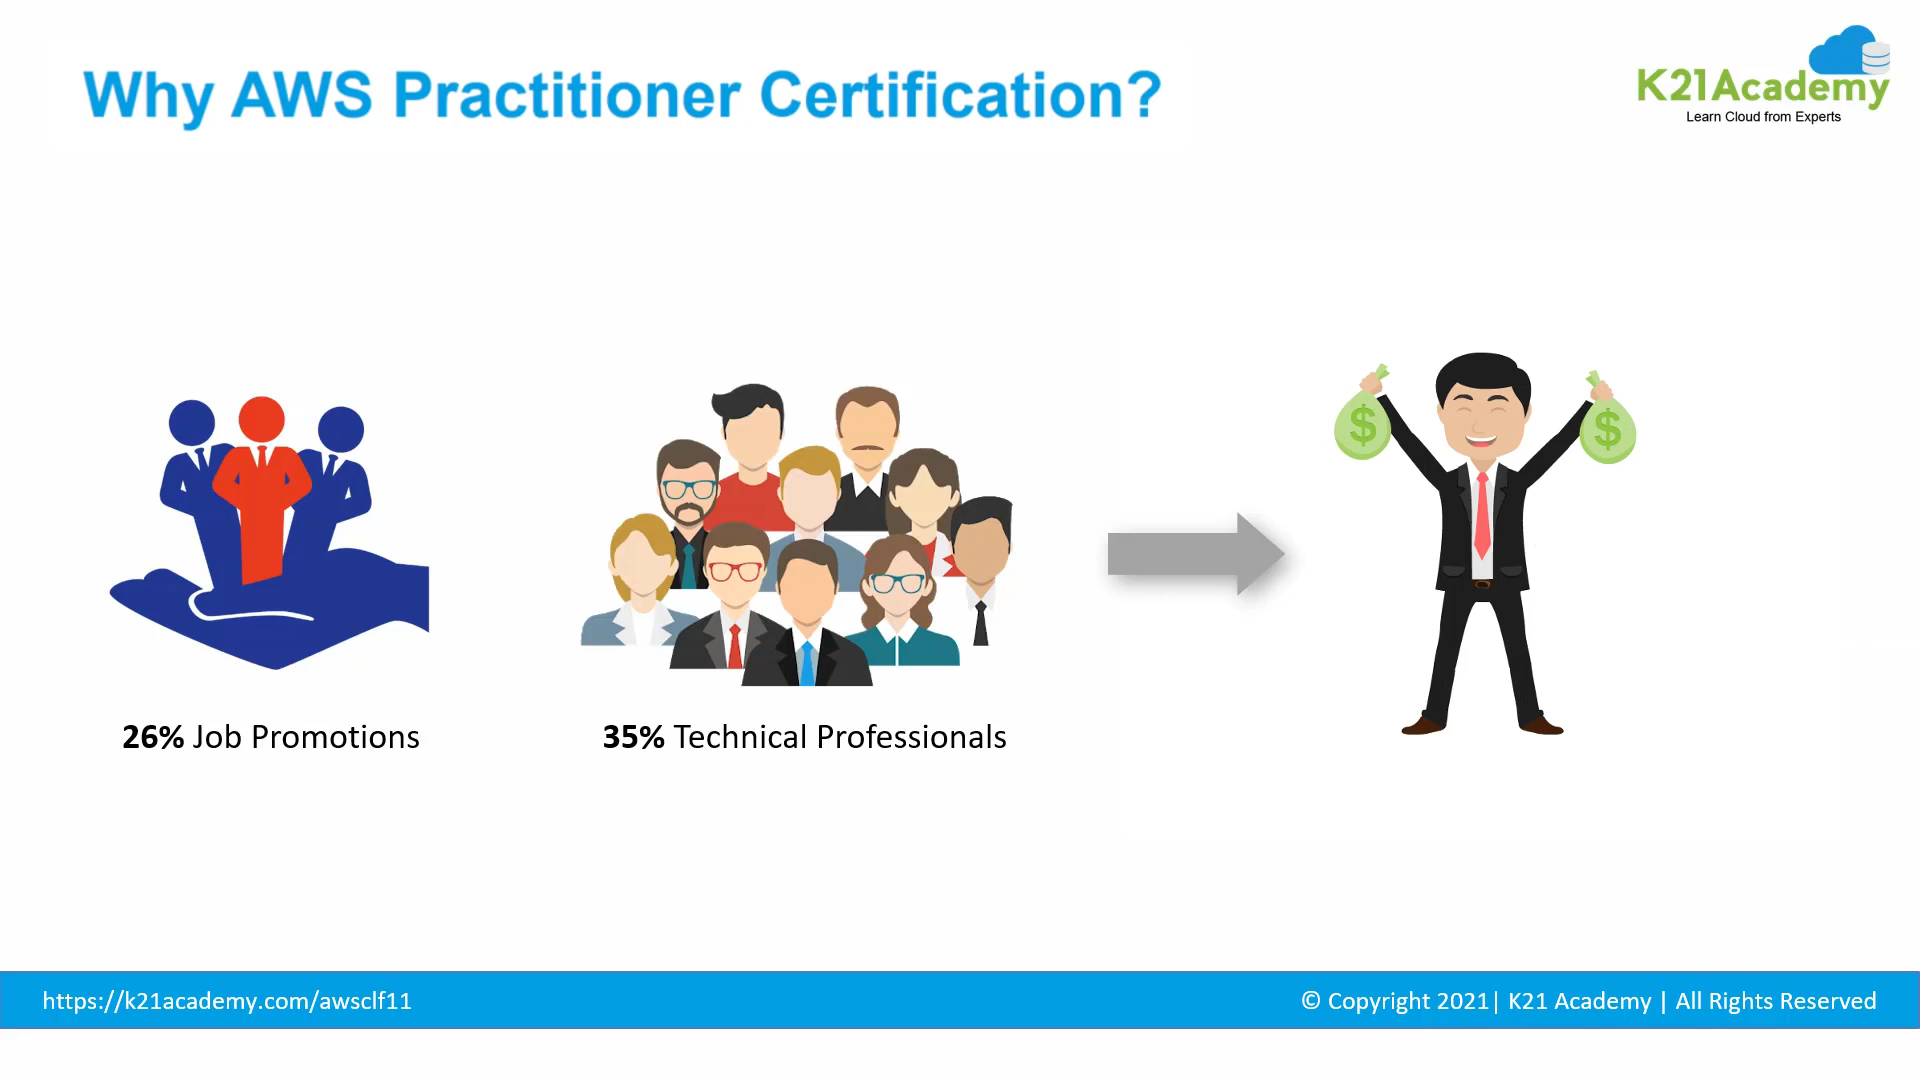 Why AWS Practitioner Certification?
K21Academy
Learn Cloud from Experts
$
$
26% Job Promotions
35% Technical Professionals
https://k21academy.com/awsclf11
© Copyright 2021| K21 Academy | All Rights Reserved